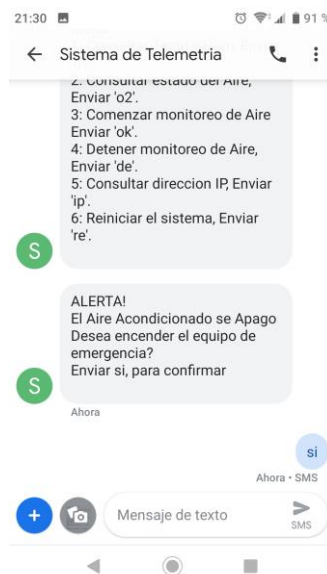 21:30 91 %
Sistema de Telemetria
2: Consultar estado del Aire,
Enviar 'o2'.
3: Comenzar monitoreo de Aire
Enviar 'ok'.
4: Detener monitoreo de Aire,
Enviar 'de'.
5: Consultar direccion IP, Enviar
'ip'.
6: Reiniciar el sistema, Enviar
're'.
S
ALERTA!
El Aire Acondicionado se Apago
Desea encender el equipo de
emergencia?
Enviar si, para confirmar
S
Ahora
si
Ahora • SMS
Mensaje de texto
SMS